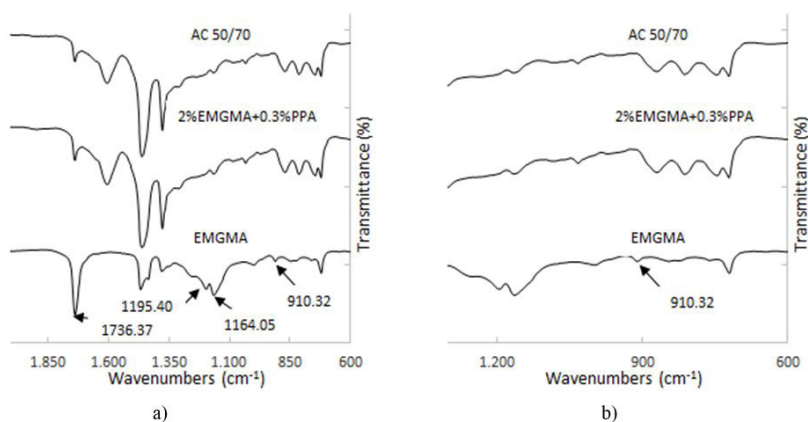 AC 50/70
2%EMGMA+0.3%PPA
EMGMA
1195.40
910.32
1736.37
1164.05
1.850 1.600 1.350 1.100 850 600
Wavenumbers (cm⁻¹)
Transmittance (%)
a)
AC 50/70
2%EMGMA+0.3%PPA
EMGMA
910.32
1.200 900 600
Wavenumbers (cm⁻¹)
Transmittance (%)
b)